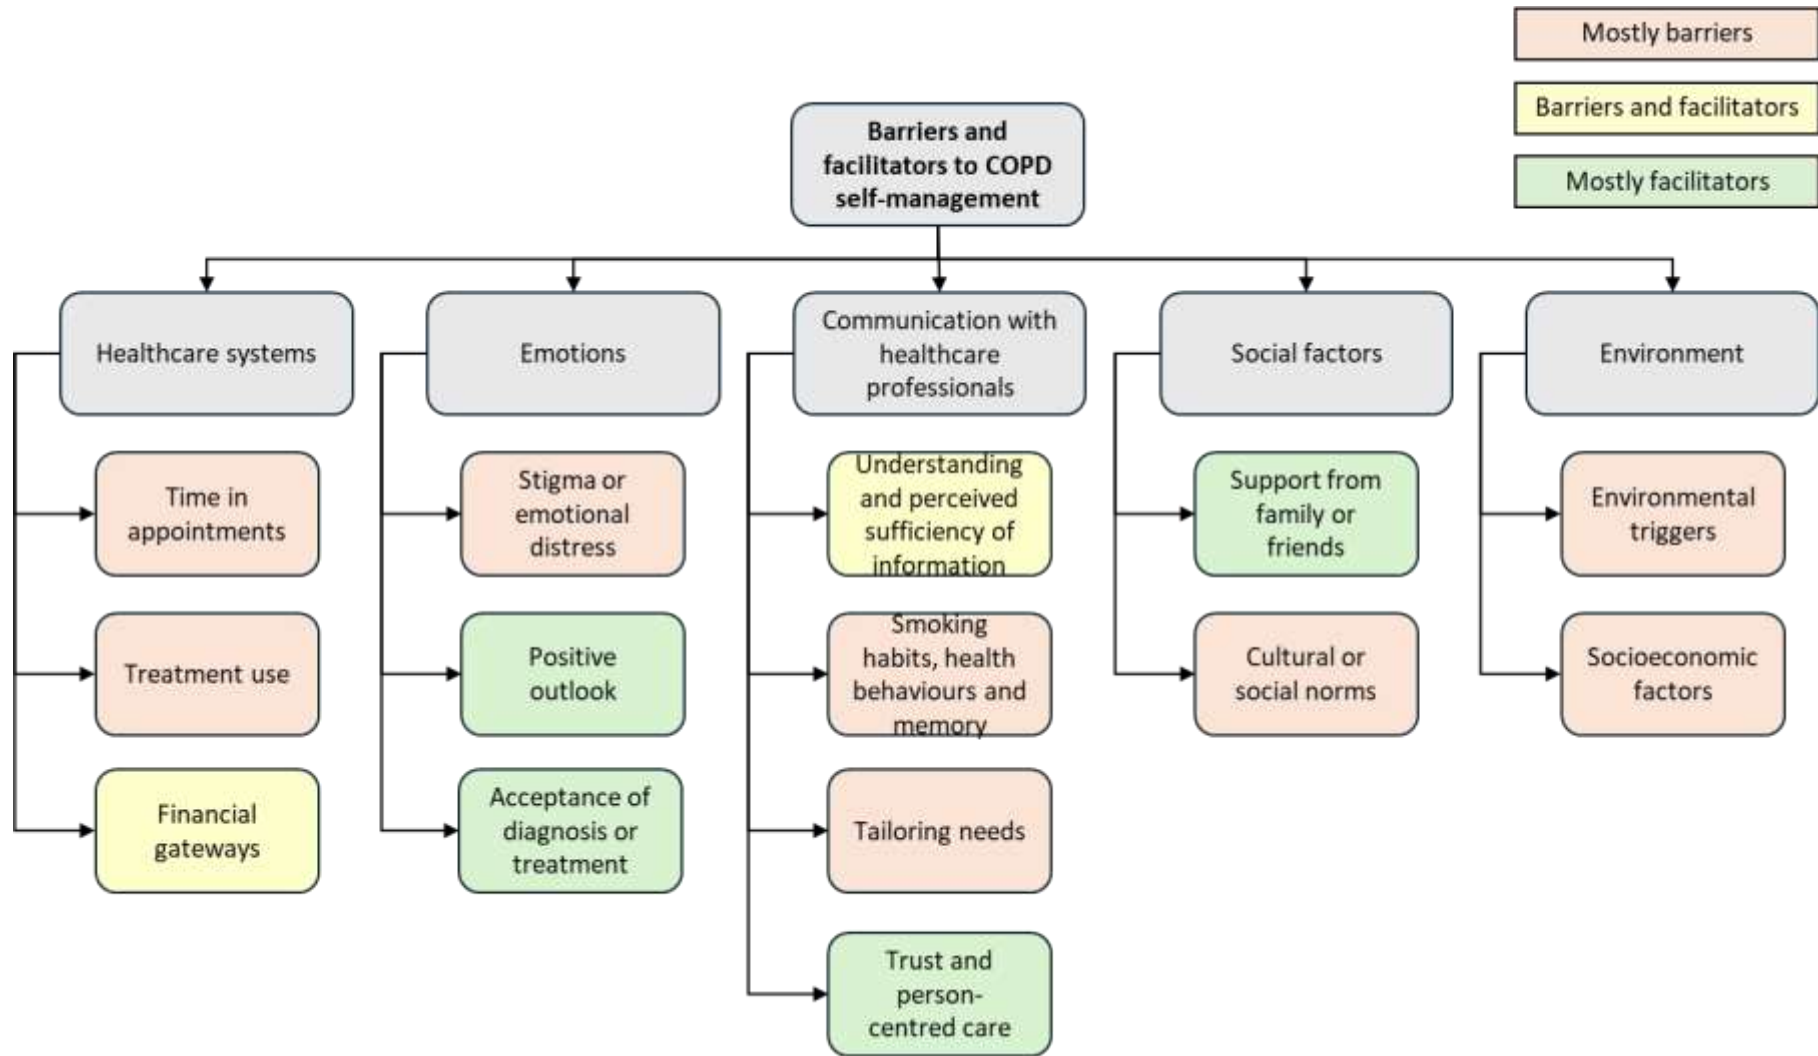 Mostly barriers
Barriers and facilitators
Mostly facilitators
Barriers and
facilitators to COPD
self-management
Healthcare systems
Emotions
Communication with
healthcare
professionals
Social factors
Environment
Time in
appointments
Treatment use
Financial
gateways
Stigma or
emotional
distress
Positive
outlook
Acceptance of
diagnosis or
treatment
Understanding
and perceived
sufficiency of
information
Smoking
habits, health
behaviours and
memory
Tailoring needs
Trust and
person-
centred care
Support from
family or
friends
Cultural or
social norms
Environmental
triggers
Socioeconomic
factors